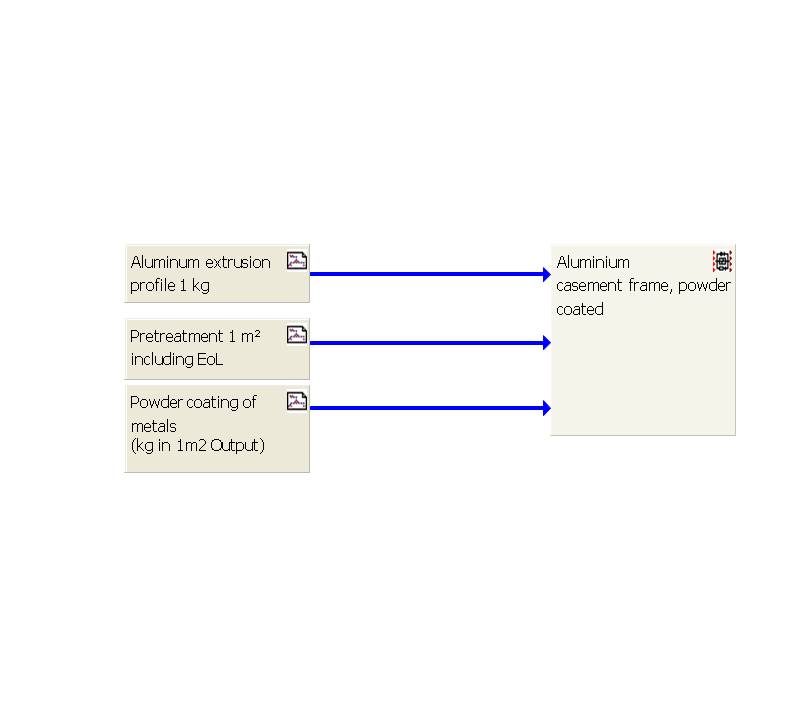 Aluminum extrusion
profile 1 kg
Pretreatment 1 m²
including EoL
Powder coating of
metals
(kg in 1m2 Output)
Aluminium
casement frame, powder
coated